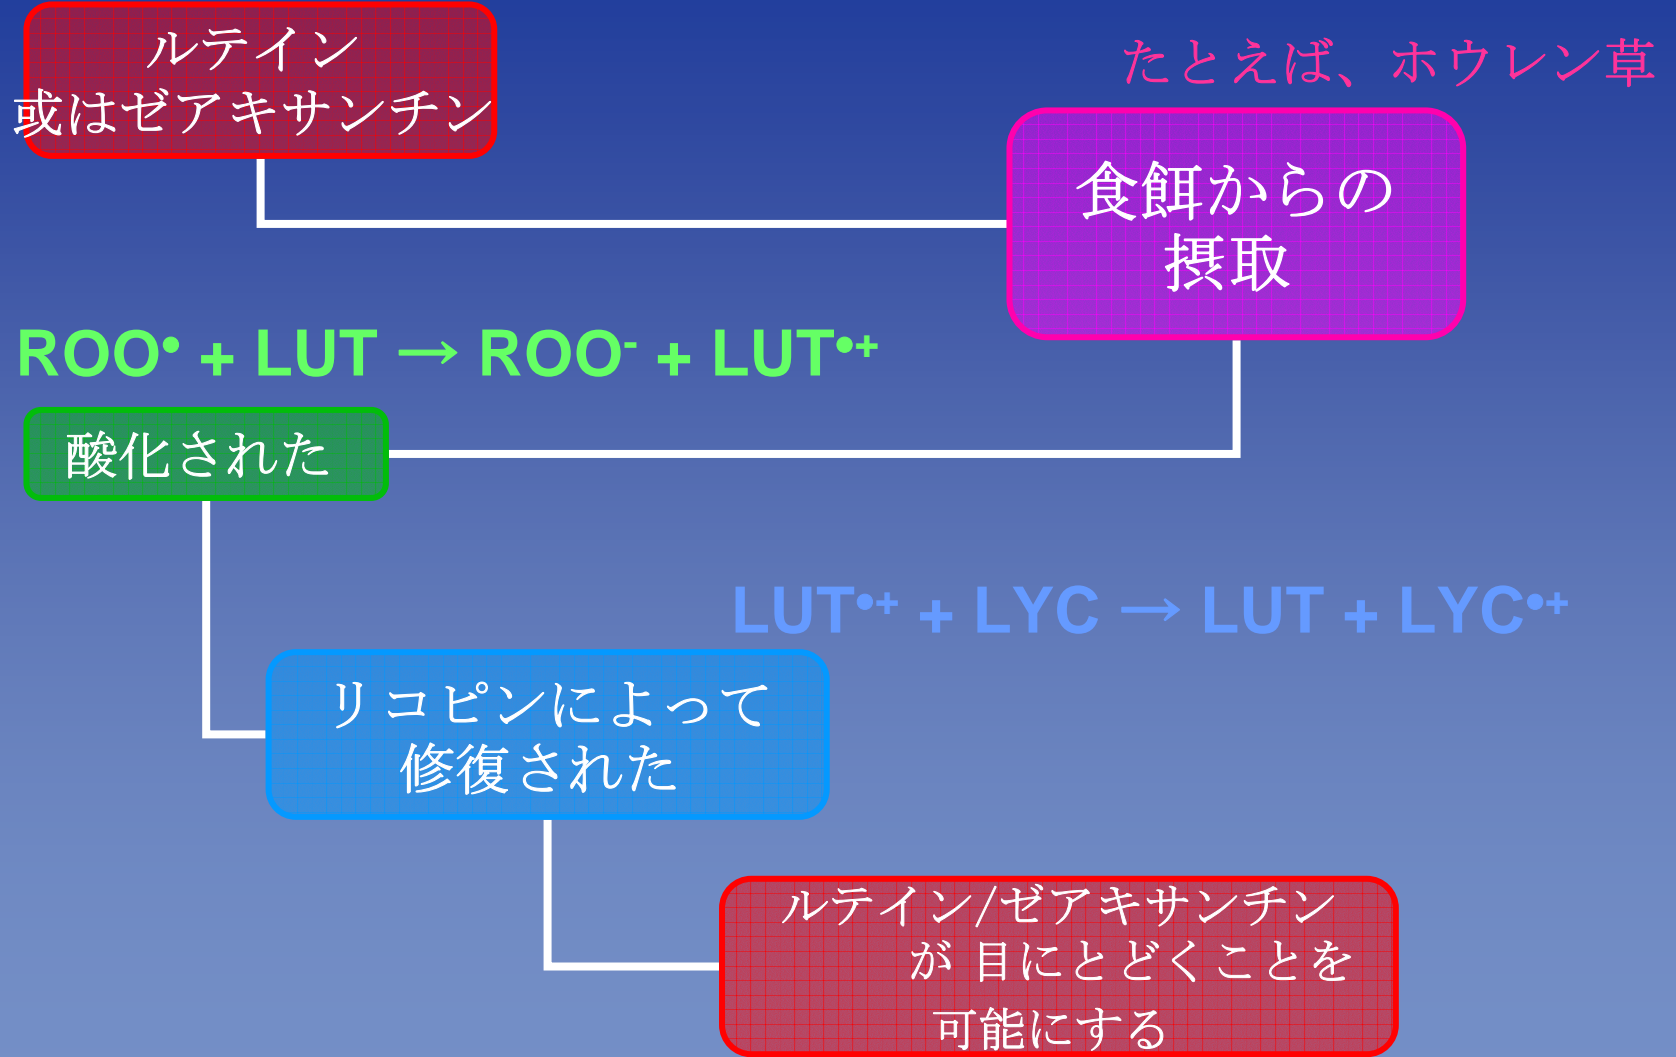 ルテイン
或はゼアキサンチン
たとえば、ホウレン草
食餌からの
摂取
ROO• + LUT → ROO- + LUT•+
酸化された
LUT•+ + LYC → LUT + LYC•+
リコピンによって
修復された
ルテイン/ゼアキサンチン
が 目にとどくことを
可能にする